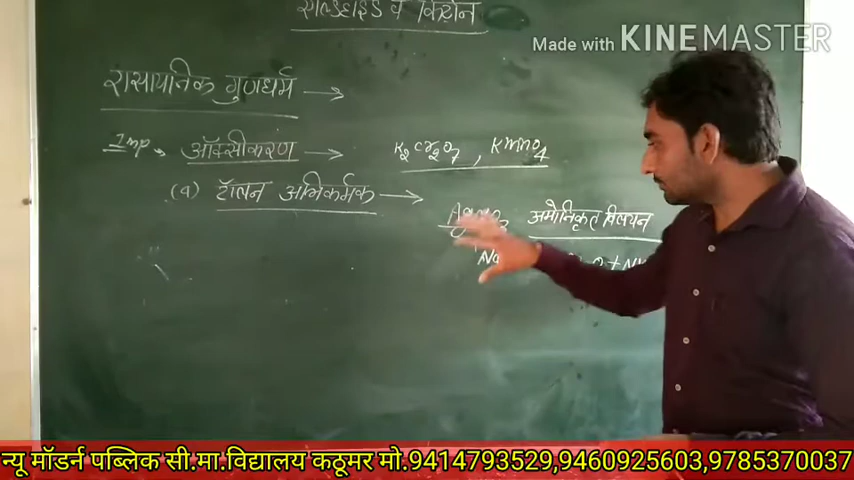 एल्डिहाइड व किटोन
Made with KINEMASTER
रासायनिक गुणधर्म →
Imp → ऑक्सीकरण → K₂Cr₂O₇ , KMnO₄
(a) टॉलन अभिकर्मक → अमोनिकृत विलयन
न्यू मॉडर्न पब्लिक सी.मा.विद्यालय कठूमर मो.9414793529,9460925603,9785370037